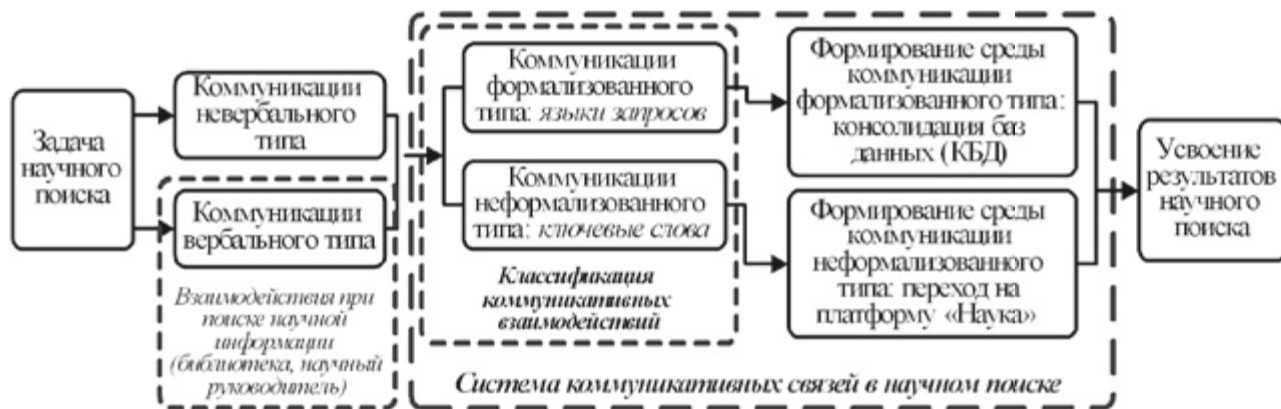 Задача
научного
поиска
Коммуникации
невербального
типа
Коммуникации
вербального типа
Взаимодействия при
поиске научной
информации
(библиотека, научный
руководитель)
Коммуникации
формализованного
типа: языки запросов
Коммуникации
неформализованного
типа: ключевые слова
Классификация
коммуникативных
взаимодействий
Формирование среды
коммуникации
формализованного типа:
консолидация баз
данных (КБД)
Формирование среды
коммуникации
неформализованного
типа: переход на
платформу «Наука»
Система коммуникативных связей в научном поиске
Усвоение
результатов
научного
поиска